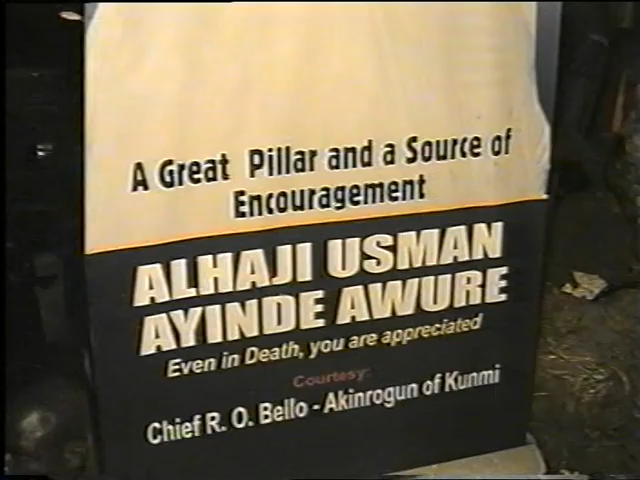 A Great Pillar and a Source of
Encouragement
ALHAJI USMAN
AYINDE AWURE
Even in Death, you are appreciated
Courtesy:
Chief R. O. Bello - Akinrogun of Kunmi